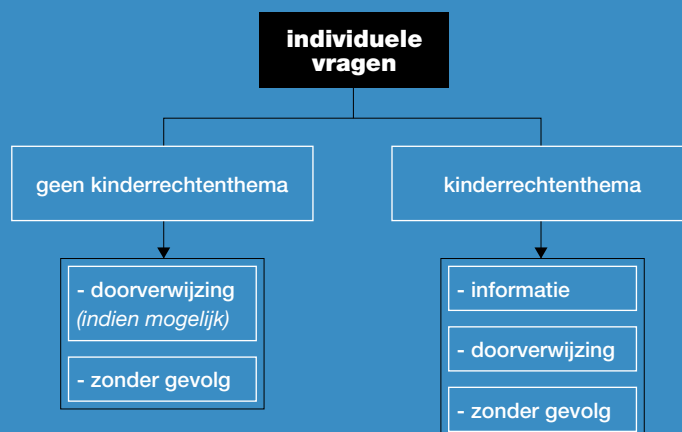 individuele
vragen
geen kinderrechtenthema
kinderrechtenthema
- doorverwijzing
(indien mogelijk)
- zonder gevolg
- informatie
- doorverwijzing
- zonder gevolg